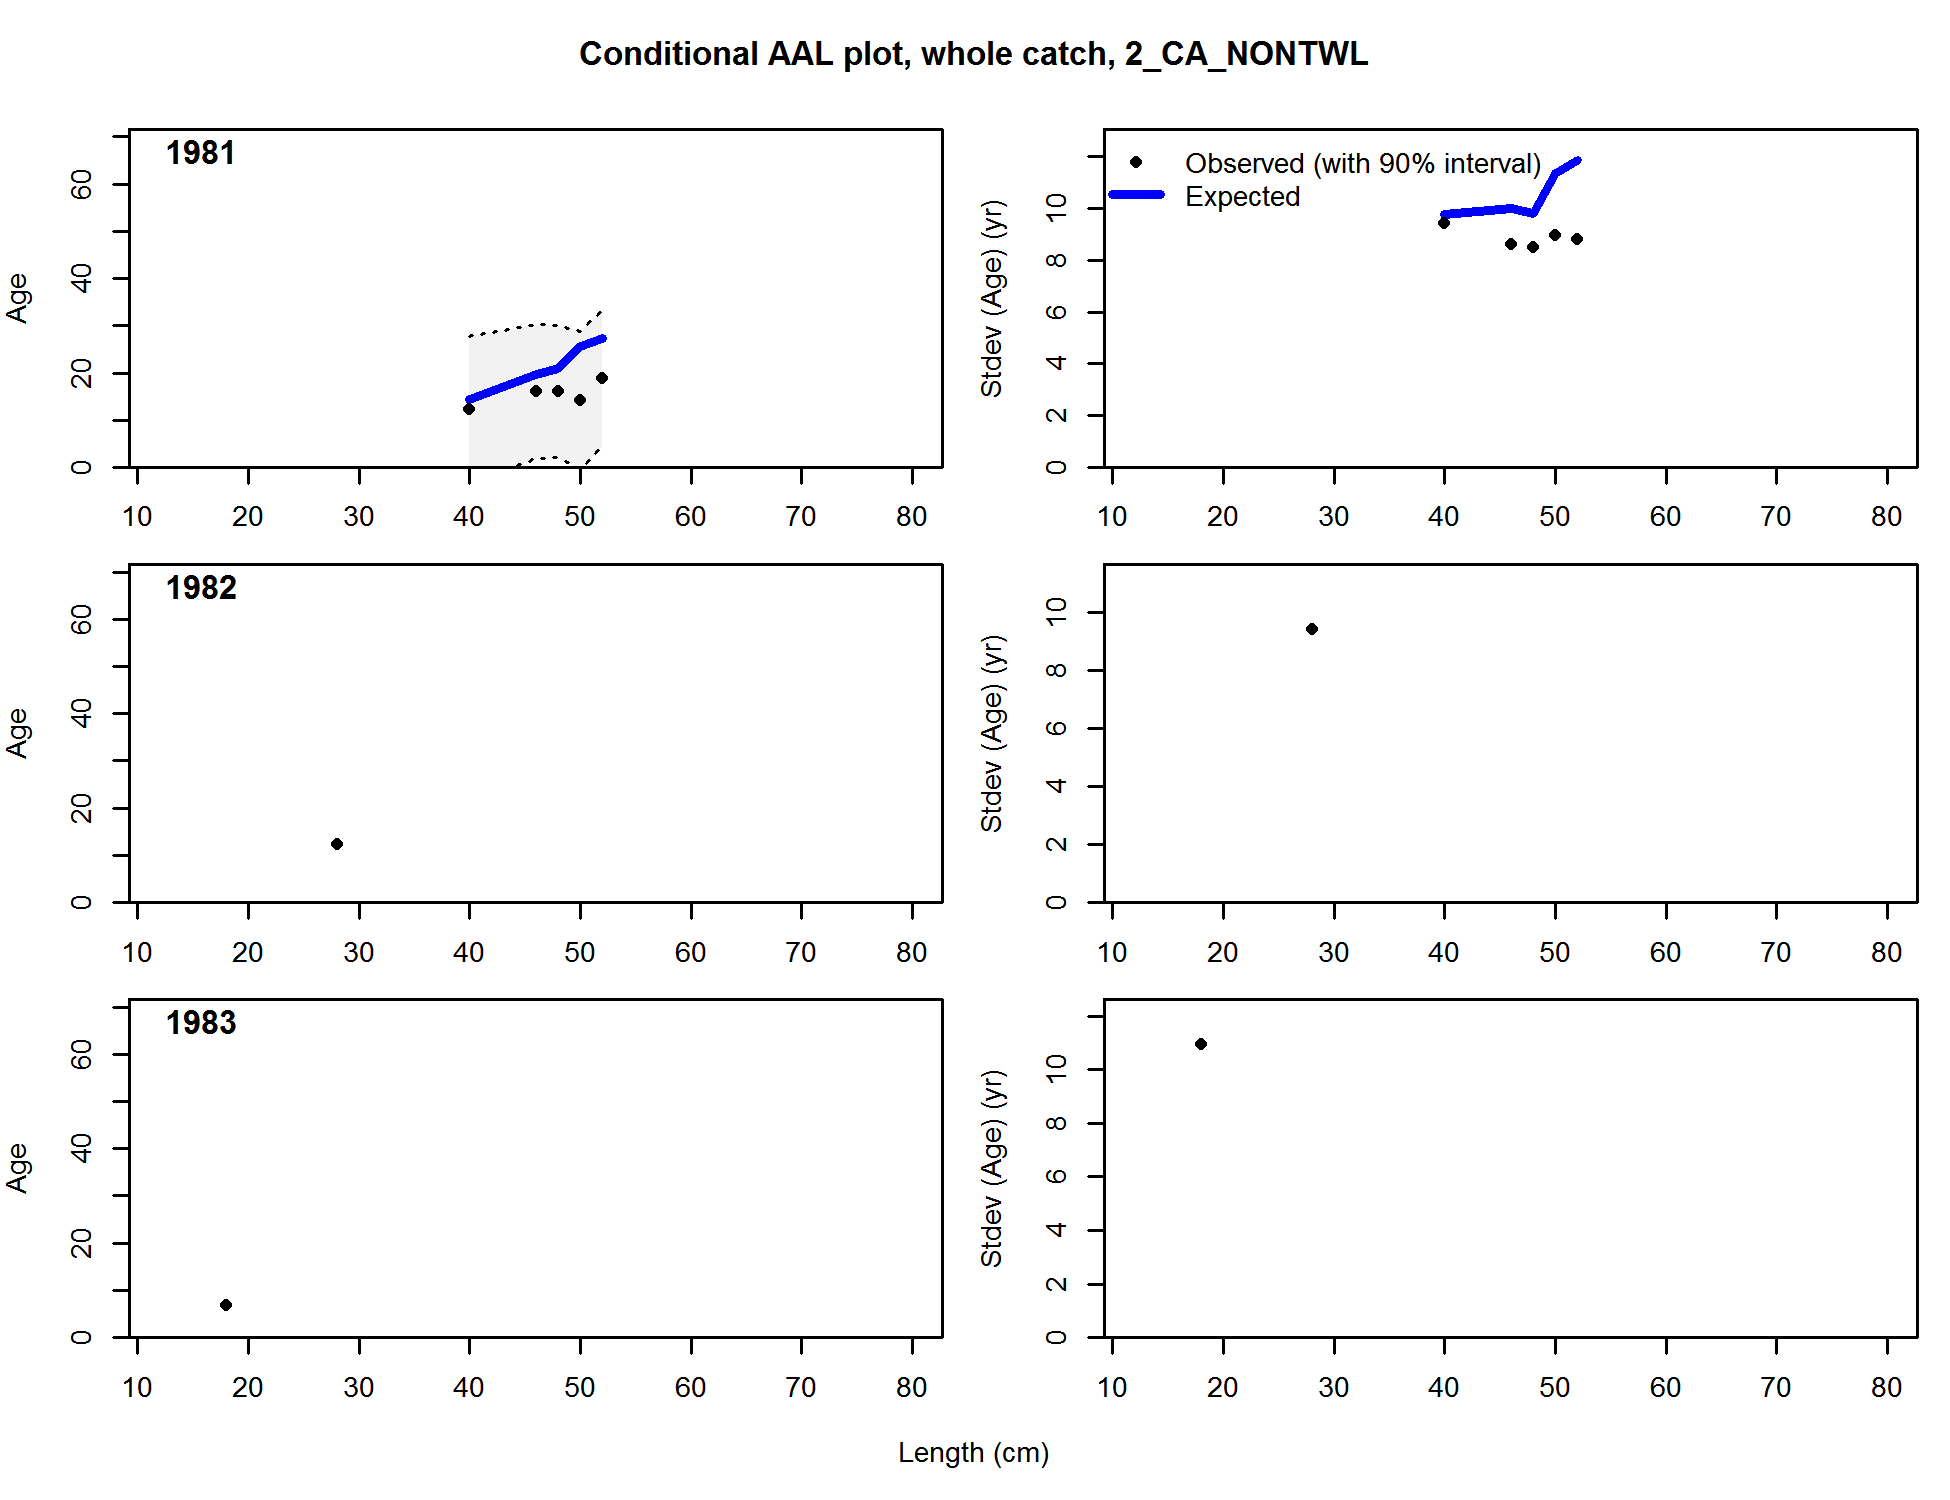 Conditional AAL plot, whole catch, 2_CA_NONTWL
1981
Age
0 20 40 60
10 20 30 40 50 60 70 80
Observed (with 90% interval)
Expected
Stdev (Age) (yr)
0 2 4 6 8 10
10 20 30 40 50 60 70 80
1982
Age
0 20 40 60
10 20 30 40 50 60 70 80
Stdev (Age) (yr)
0 2 4 6 8 10
10 20 30 40 50 60 70 80
1983
Age
0 20 40 60
10 20 30 40 50 60 70 80
Stdev (Age) (yr)
0 2 4 6 8 10
10 20 30 40 50 60 70 80
Length (cm)